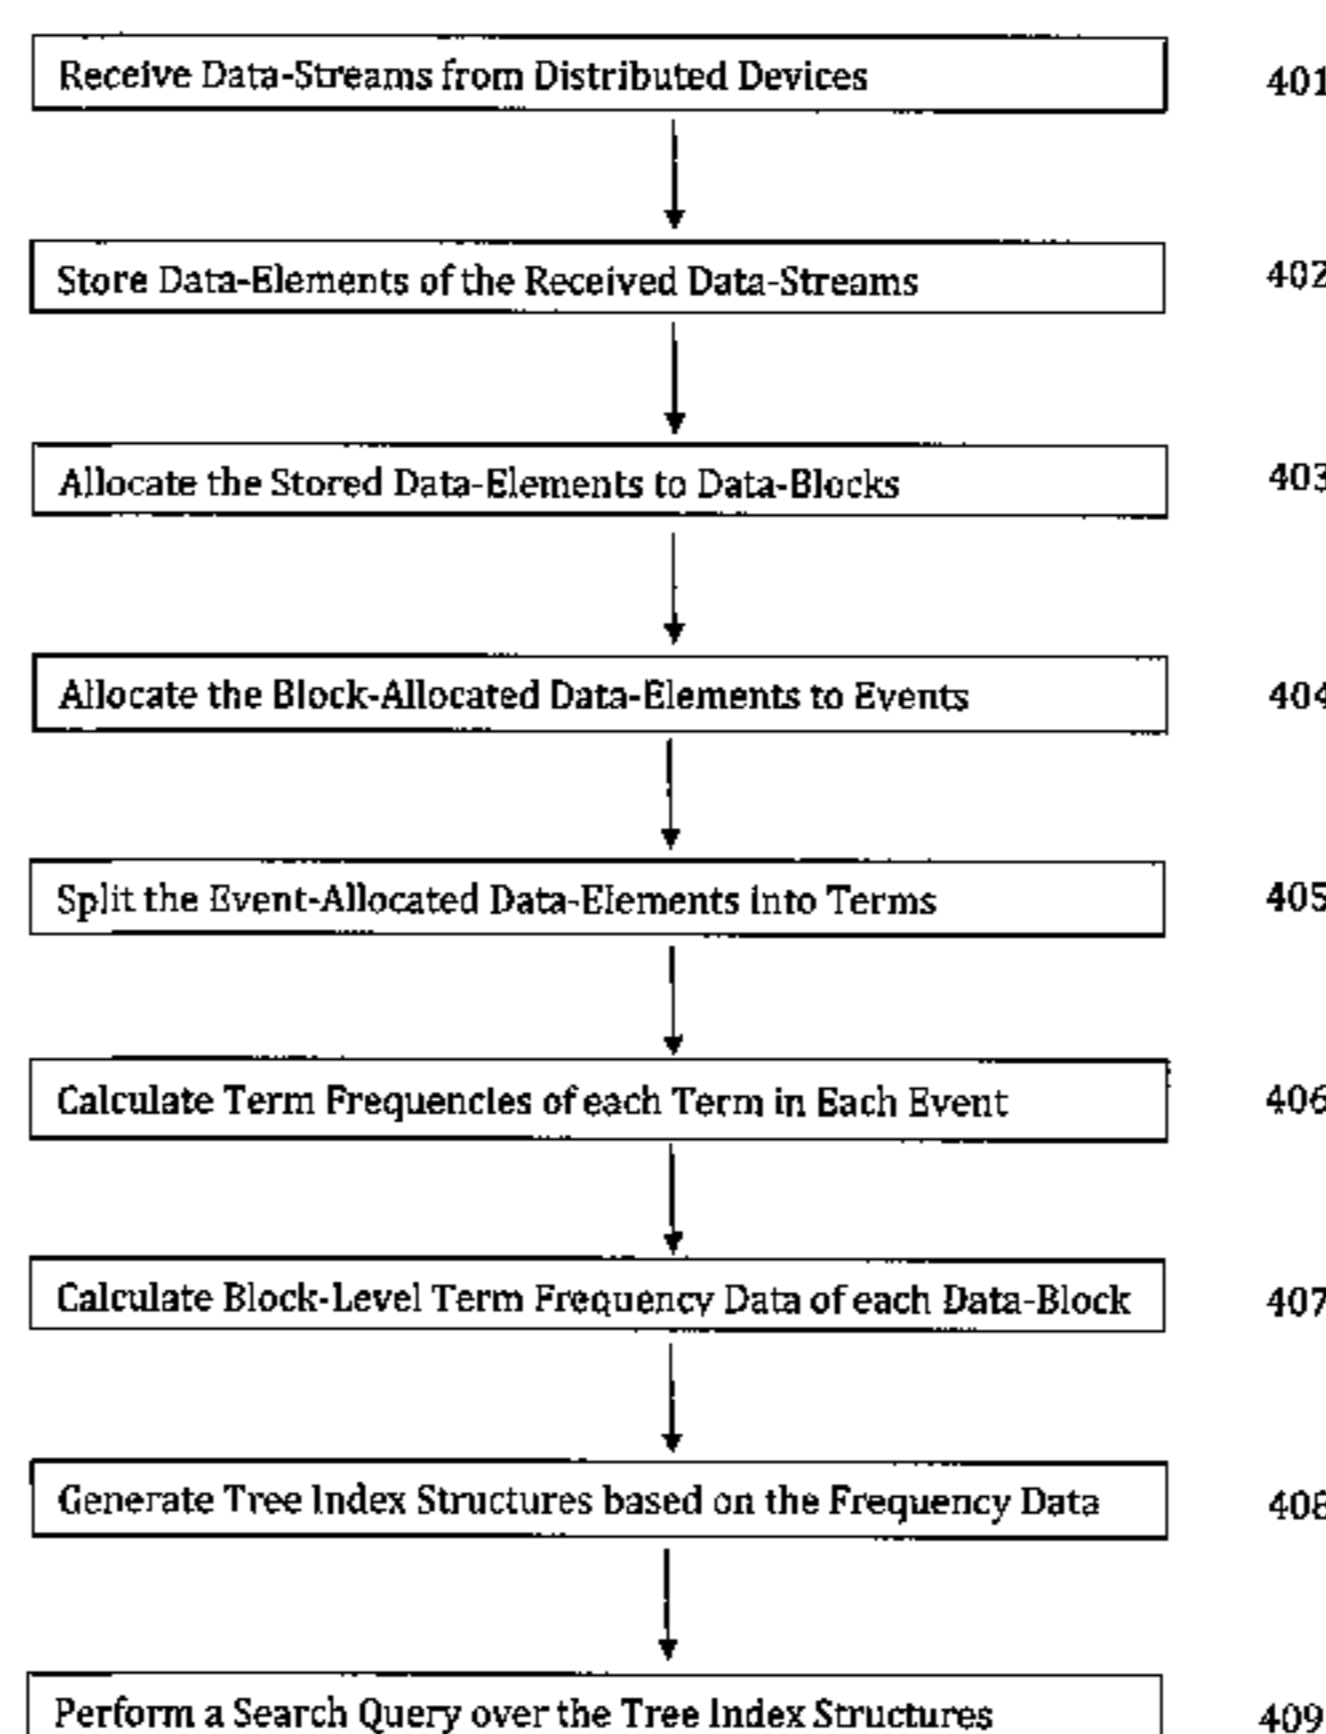 Receive Data-Streams from Distributed Devices 401
Store Data-Elements of the Received Data-Streams 402
Allocate the Stored Data-Elements to Data-Blocks 403
Allocate the Block-Allocated Data-Elements to Events 404
Split the Event-Allocated Data-Elements into Terms 405
Calculate Term Frequencies of each Term in Each Event 406
Calculate Block-Level Term Frequency Data of each Data-Block 407
Generate Tree Index Structures based on the Frequency Data 408
Perform a Search Query over the Tree Index Structures 409